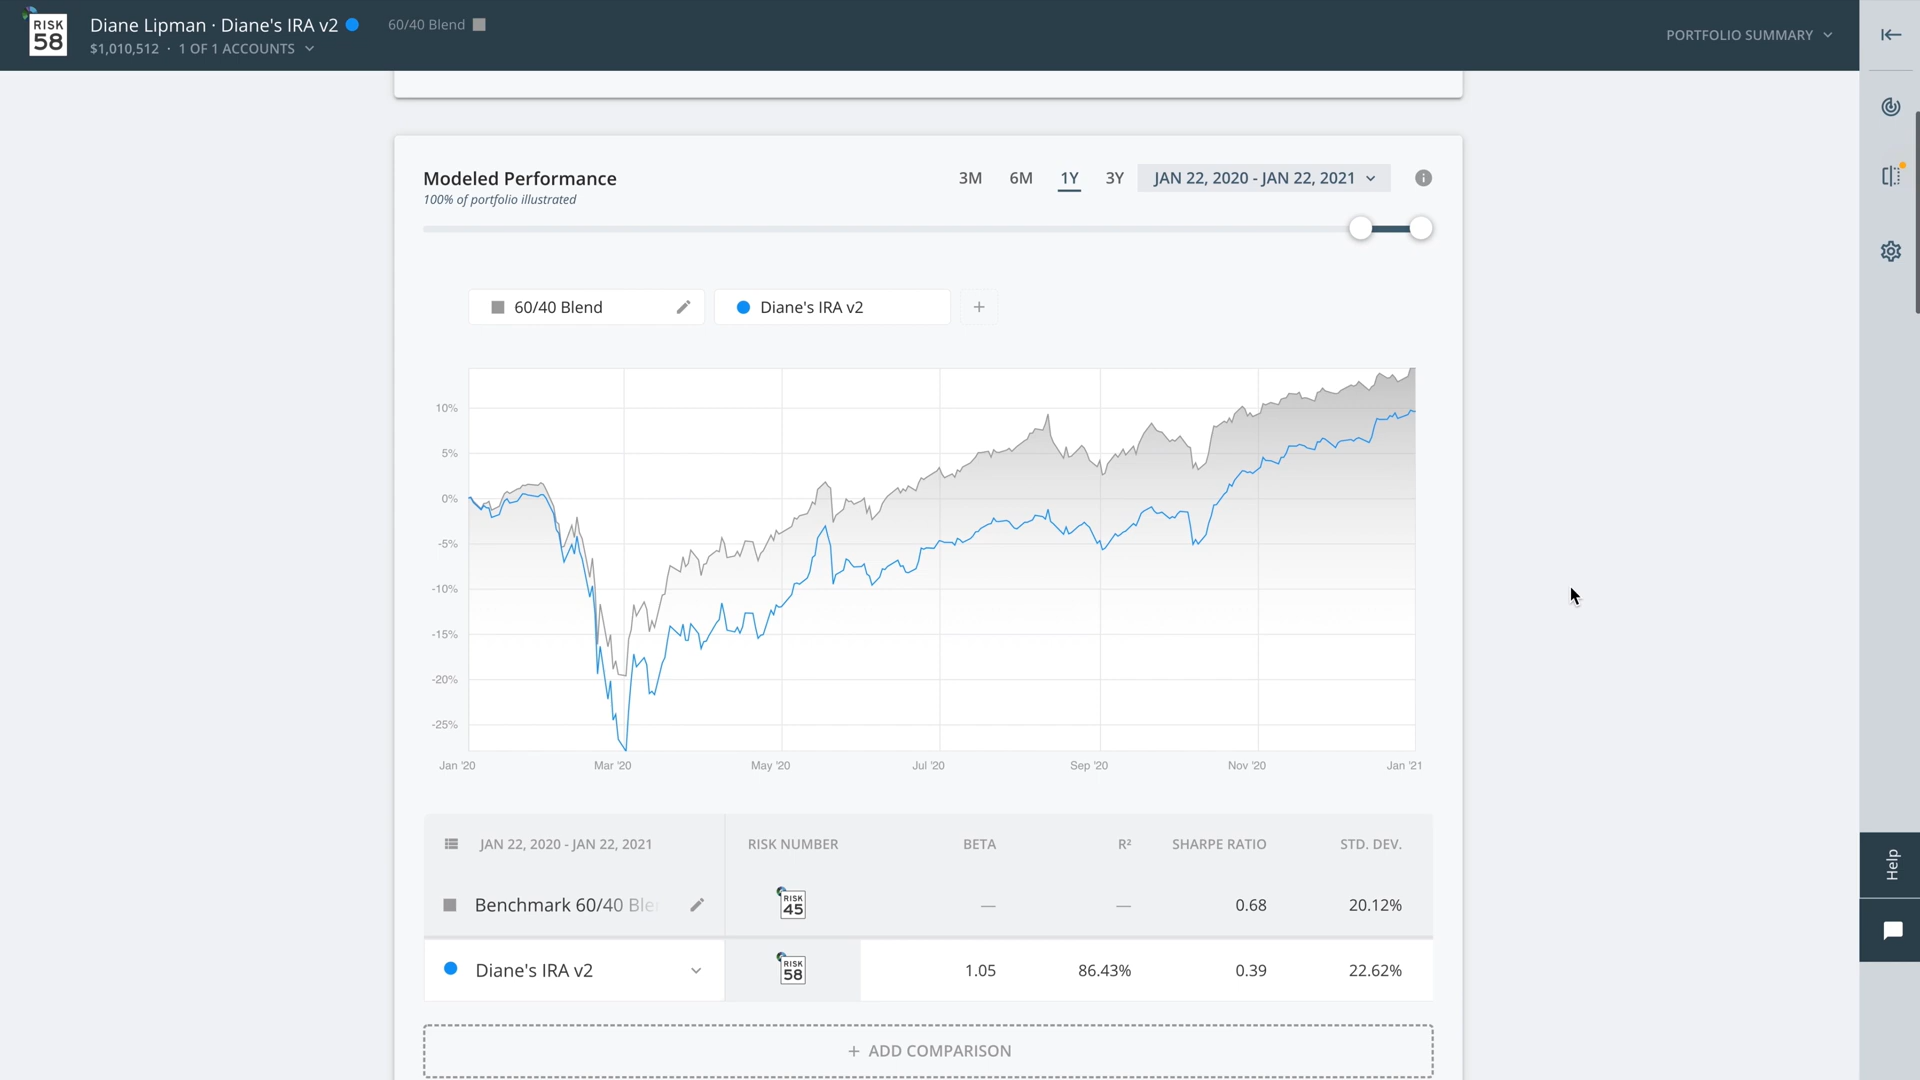 RISK
58
Diane Lipman · Diane's IRA v2
60/40 Blend
$1,010,512 · 1 OF 1 ACCOUNTS
PORTFOLIO SUMMARY
Modeled Performance
100% of portfolio illustrated
3M 6M 1Y 3Y JAN 22, 2020 - JAN 22, 2021
60/40 Blend
Diane's IRA v2
+
10%
5%
0%
-5%
-10%
-15%
-20%
-25%
Jan '20 Mar '20 May '20 Jul '20 Sep '20 Nov '20 Jan '21
JAN 22, 2020 - JAN 22, 2021 RISK NUMBER BETA R² SHARPE RATIO STD. DEV.
Benchmark 60/40 Ble RISK 45 — — 0.68 20.12%
Diane's IRA v2 RISK 58 1.05 86.43% 0.39 22.62%
+ ADD COMPARISON
Help